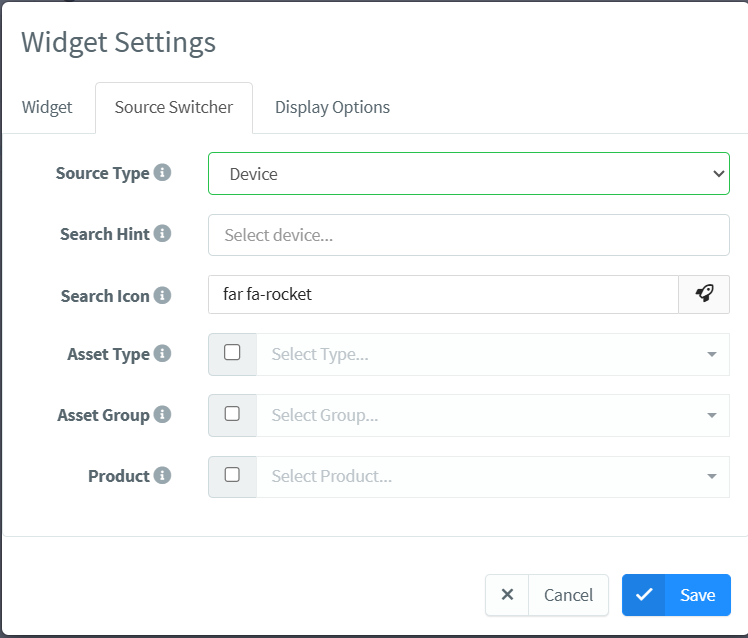 Widget Settings
Widget Source Switcher Display Options
Source Type Device
Search Hint Select device...
Search Icon far fa-rocket
Asset Type Select Type...
Asset Group Select Group...
Product Select Product...
Cancel Save